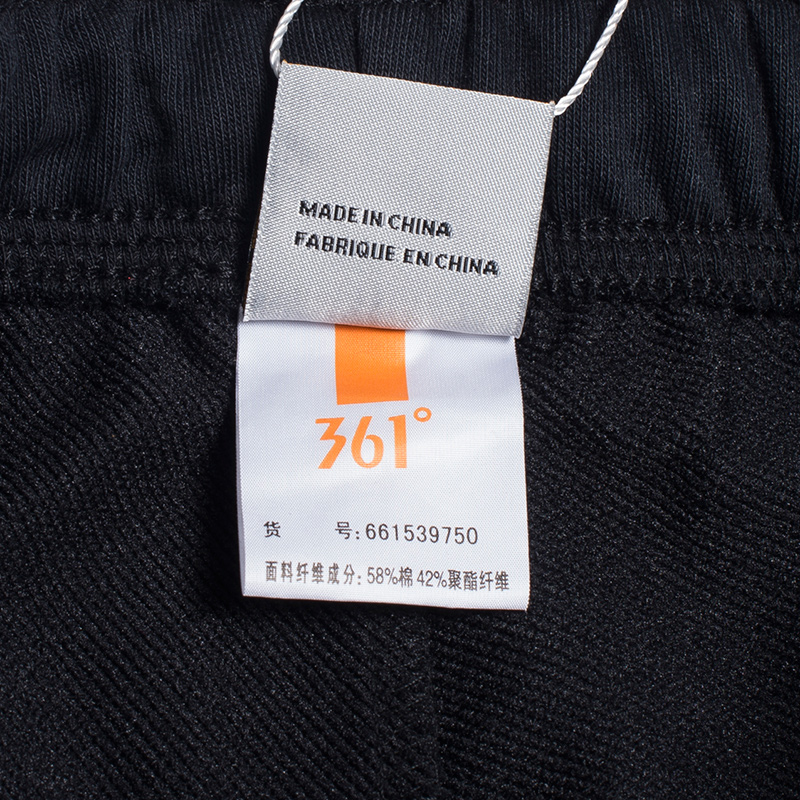 MADE IN CHINA
FABRIQUE EN CHINA
361°
货 号:661539750
面料纤维成分:58%棉 42%聚酯纤维